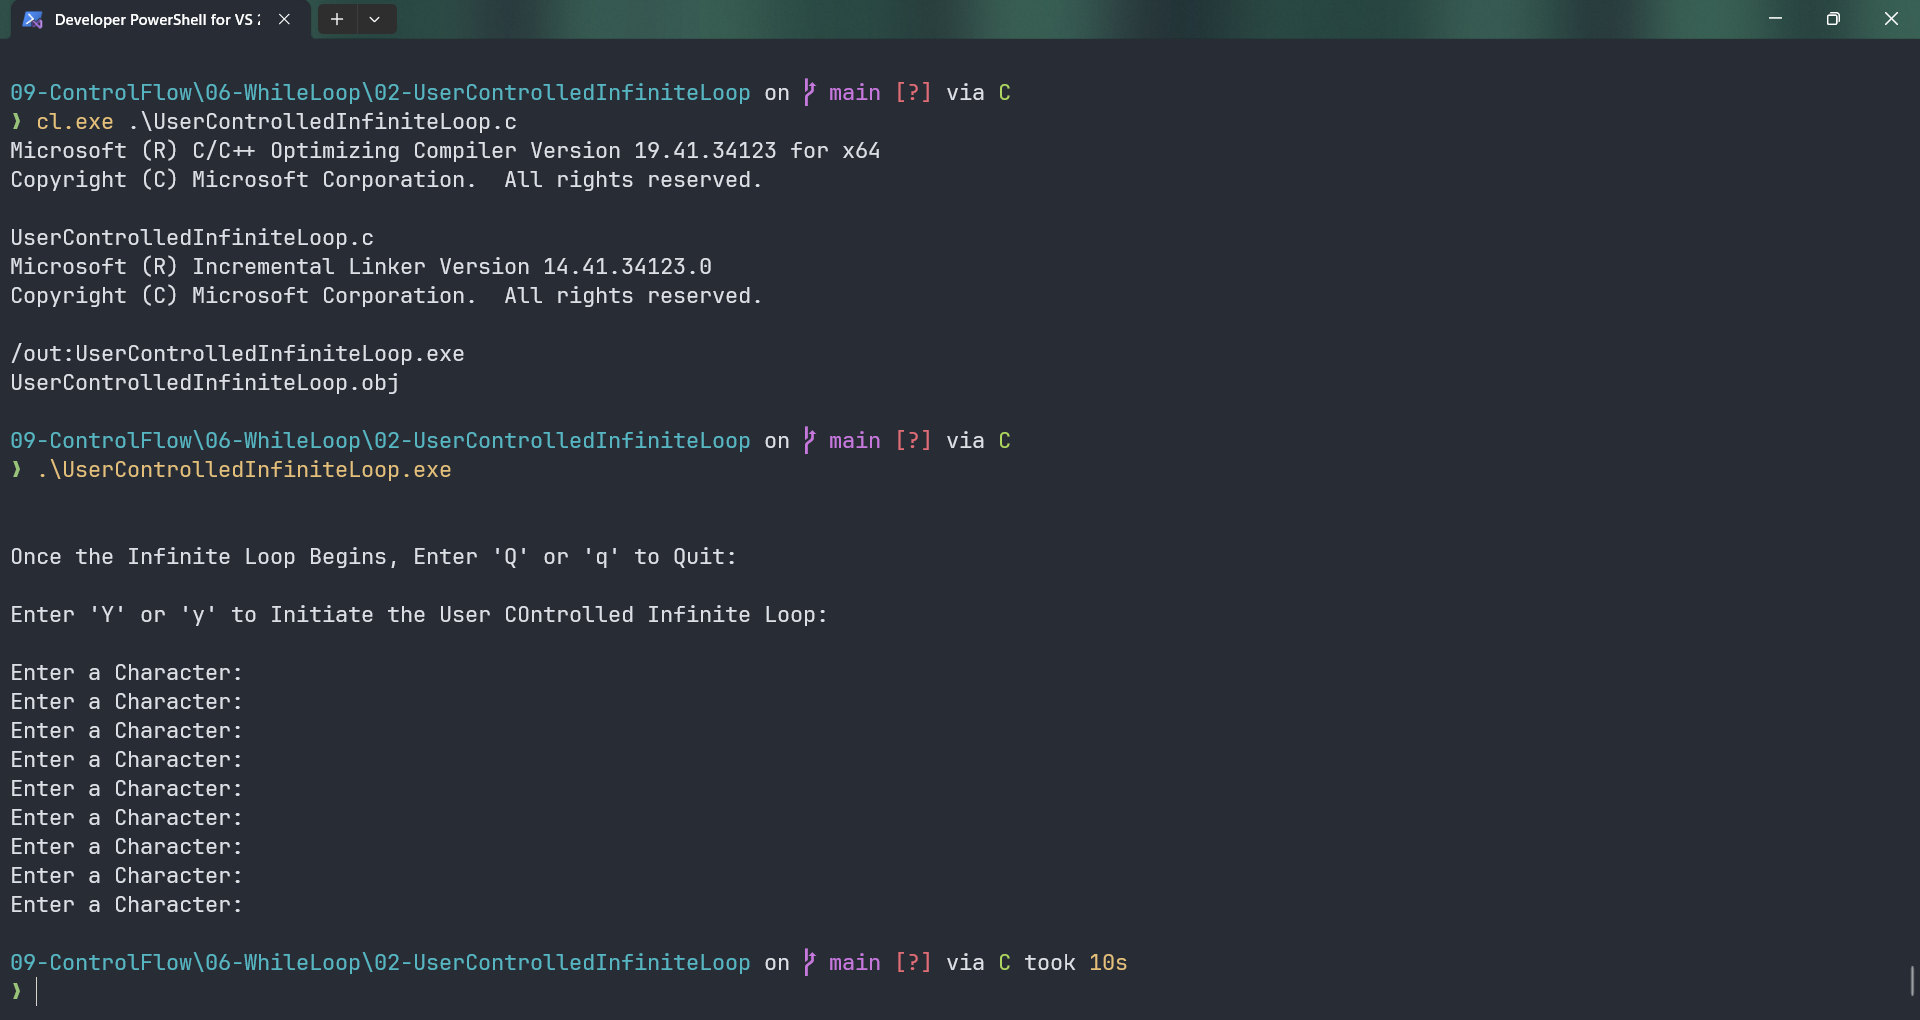 Developer PowerShell for VS 2
09-ControlFlow\06-WhileLoop\02-UserControlledInfiniteLoop on main [?] via C
❯ cl.exe .\UserControlledInfiniteLoop.c
Microsoft (R) C/C++ Optimizing Compiler Version 19.41.34123 for x64
Copyright (C) Microsoft Corporation.  All rights reserved.
UserControlledInfiniteLoop.c
Microsoft (R) Incremental Linker Version 14.41.34123.0
Copyright (C) Microsoft Corporation.  All rights reserved.
/out:UserControlledInfiniteLoop.exe
UserControlledInfiniteLoop.obj
09-ControlFlow\06-WhileLoop\02-UserControlledInfiniteLoop on main [?] via C
❯ .\UserControlledInfiniteLoop.exe
Once the Infinite Loop Begins, Enter 'Q' or 'q' to Quit:
Enter 'Y' or 'y' to Initiate the User COntrolled Infinite Loop:
Enter a Character:
Enter a Character:
Enter a Character:
Enter a Character:
Enter a Character:
Enter a Character:
Enter a Character:
Enter a Character:
Enter a Character:
09-ControlFlow\06-WhileLoop\02-UserControlledInfiniteLoop on main [?] via C took 10s
❯